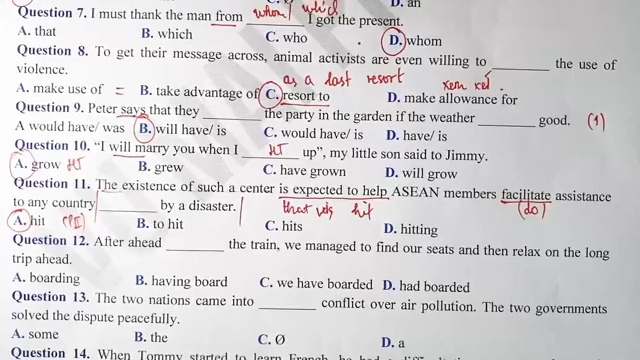 D. an
Question 7. I must thank the man from ________ I got the present.
whom / which
A. that B. which C. who D. whom
Question 8. To get their message across, animal activists are even willing to ________ the use of
violence.
as a last resort
A. make use of = B. take advantage of C. resort to D. make allowance for
xem xét
Question 9. Peter says that they ________ the party in the garden if the weather ________ good. (1)
A would have/ was B. will have/ is C. would have/ is D. have/ is
Question 10. “I will marry you when I ________ up”, my little son said to Jimmy.
HT
A. grow HT B. grew C. have grown D. will grow
Question 11. The existence of such a center is expected to help ASEAN members facilitate assistance
to any country ________ by a disaster. that was hit (do)
A. hit (PII) B. to hit C. hits D. hitting
Question 12. After ahead ________ the train, we managed to find our seats and then relax on the long
trip ahead.
A. boarding B. having board C. we have boarded D. had boarded
Question 13. The two nations came into ________ conflict over air pollution. The two governments
solved the dispute peacefully.
A. some B. the C. Ø D. a
Question 14. When Tommy started to learn French, he had a